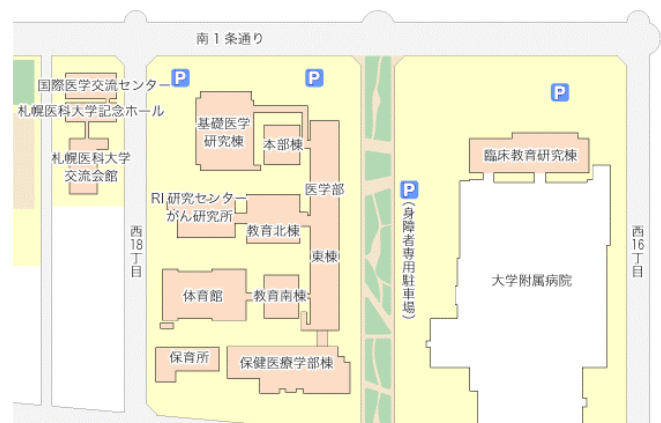 南1条通り
P
P
P
国際医学交流センター
札幌医科大学記念ホール
札幌医科大学
交流会館
基礎医学
研究棟
本部棟
臨床教育研究棟
医学部
東棟
RI 研究センター
がん研究所
教育北棟
P
(身障者専用駐車場)
西18丁目
西16丁目
大学附属病院
体育館
教育南棟
保育所
保健医療学部棟